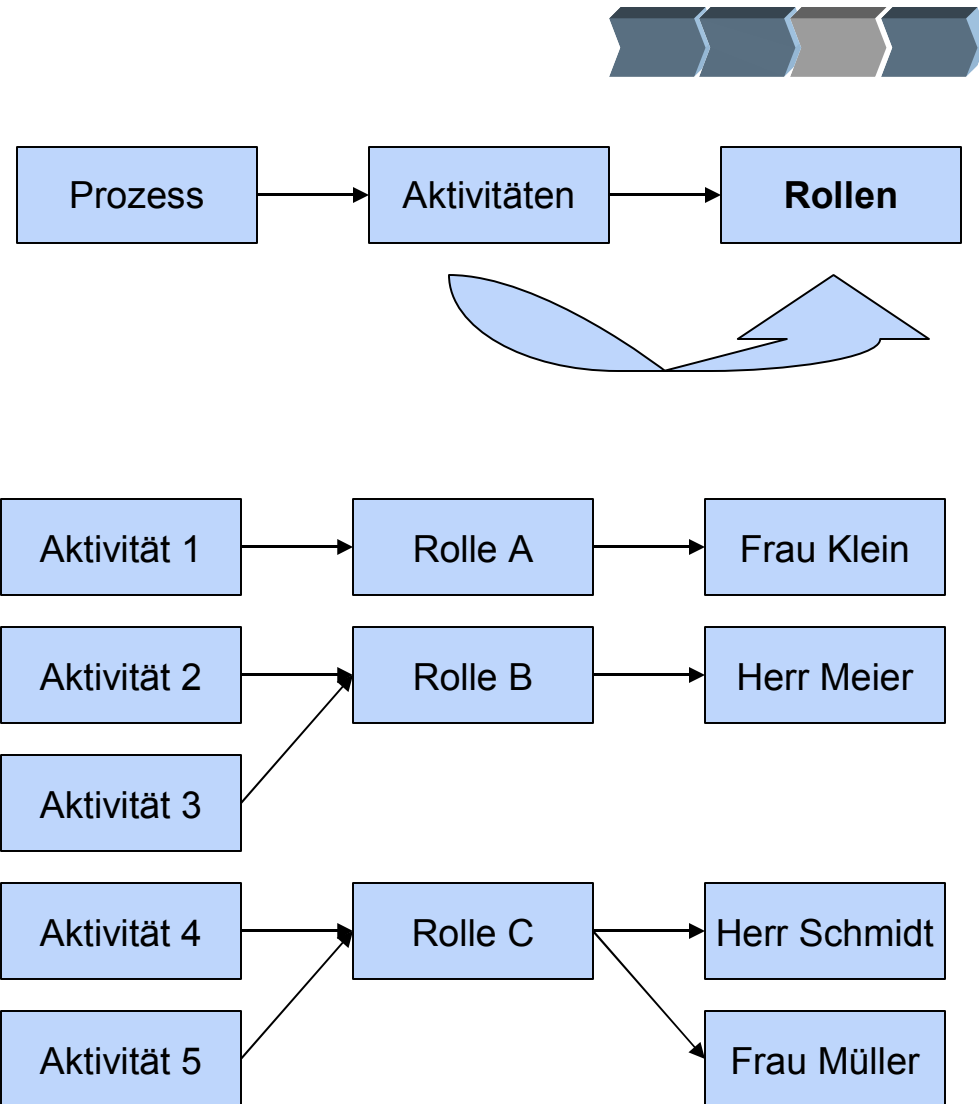 Prozess
Aktivitäten
Rollen
Aktivität 1
Rolle A
Frau Klein
Aktivität 2
Rolle B
Herr Meier
Aktivität 3
Aktivität 4
Rolle C
Herr Schmidt
Aktivität 5
Frau Müller